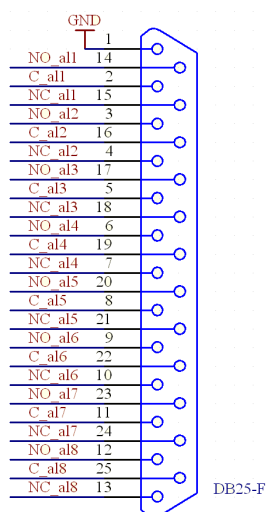 GND
1
NO_al1 14
C_al1 2
NC_al1 15
NO_al2 3
C_al2 16
NC_al2 4
NO_al3 17
C_al3 5
NC_al3 18
NO_al4 6
C_al4 19
NC_al4 7
NO_al5 20
C_al5 8
NC_al5 21
NO_al6 9
C_al6 22
NC_al6 10
NO_al7 23
C_al7 11
NC_al7 24
NO_al8 12
C_al8 25
NC_al8 13
DB25-F